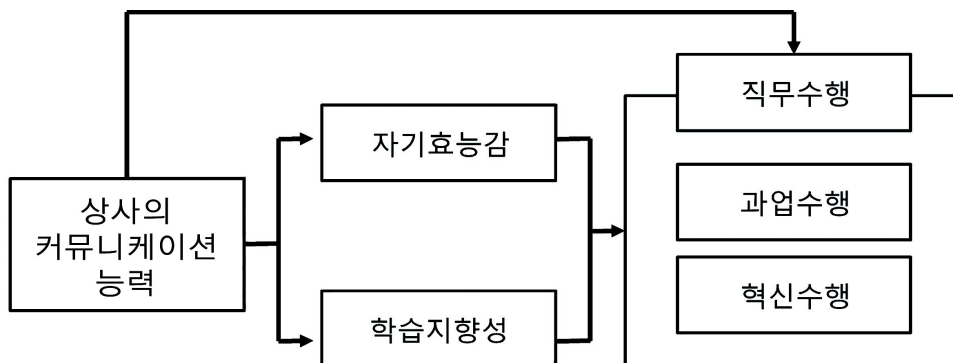 직무수행
자기효능감
과업수행
상사의
커뮤니케이션
능력
혁신수행
학습지향성